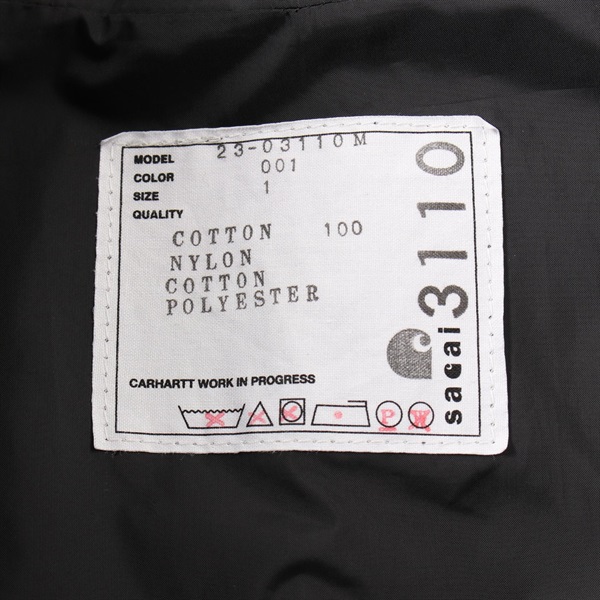 MODEL 23-03110M
COLOR 001
SIZE 1
QUALITY
COTTON 100
NYLON
COTTON
POLYESTER
CARHARTT WORK IN PROGRESS
P W
sacai
3110